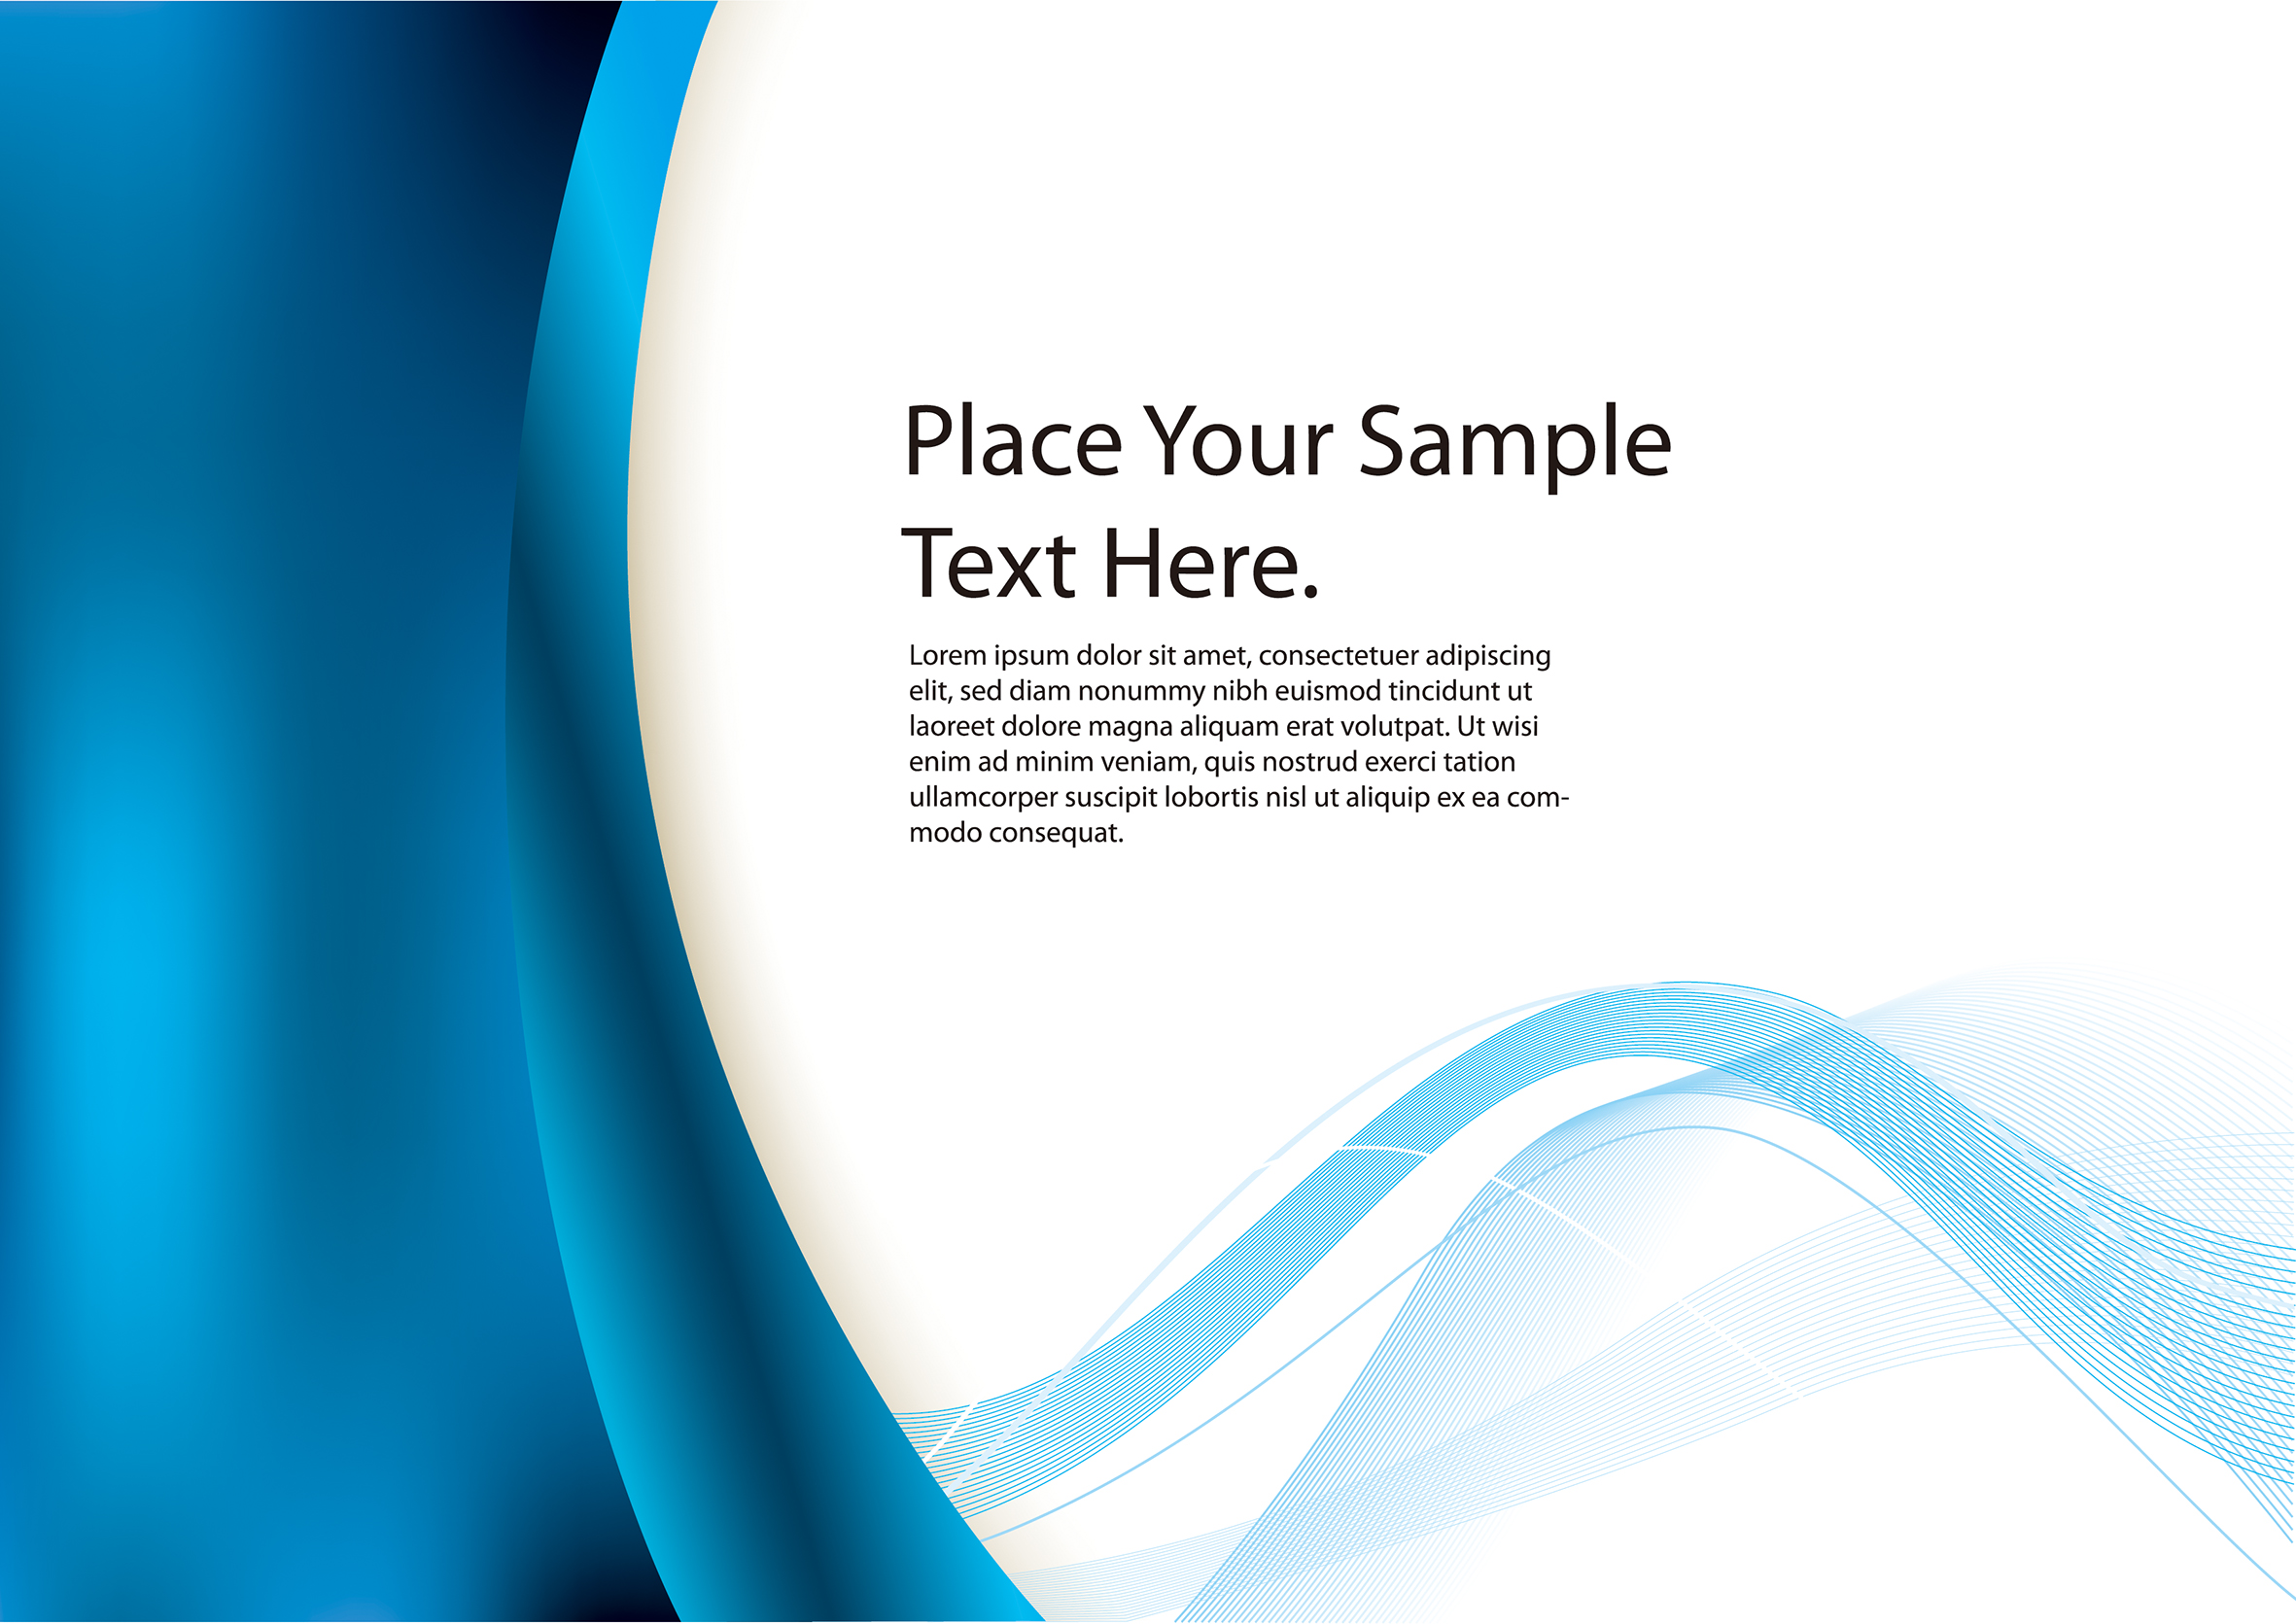 Place Your Sample
Text Here.
Lorem ipsum dolor sit amet, consectetuer adipiscing
elit, sed diam nonummy nibh euismod tincidunt ut
laoreet dolore magna aliquam erat volutpat. Ut wisi
enim ad minim veniam, quis nostrud exerci tation
ullamcorper suscipit lobortis nisl ut aliquip ex ea com-
modo consequat.